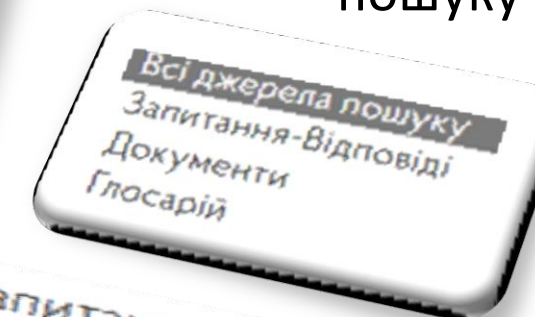 пошуку
Всі джерела пошуку
Запитання-Відповіді
Документи
Глосарій